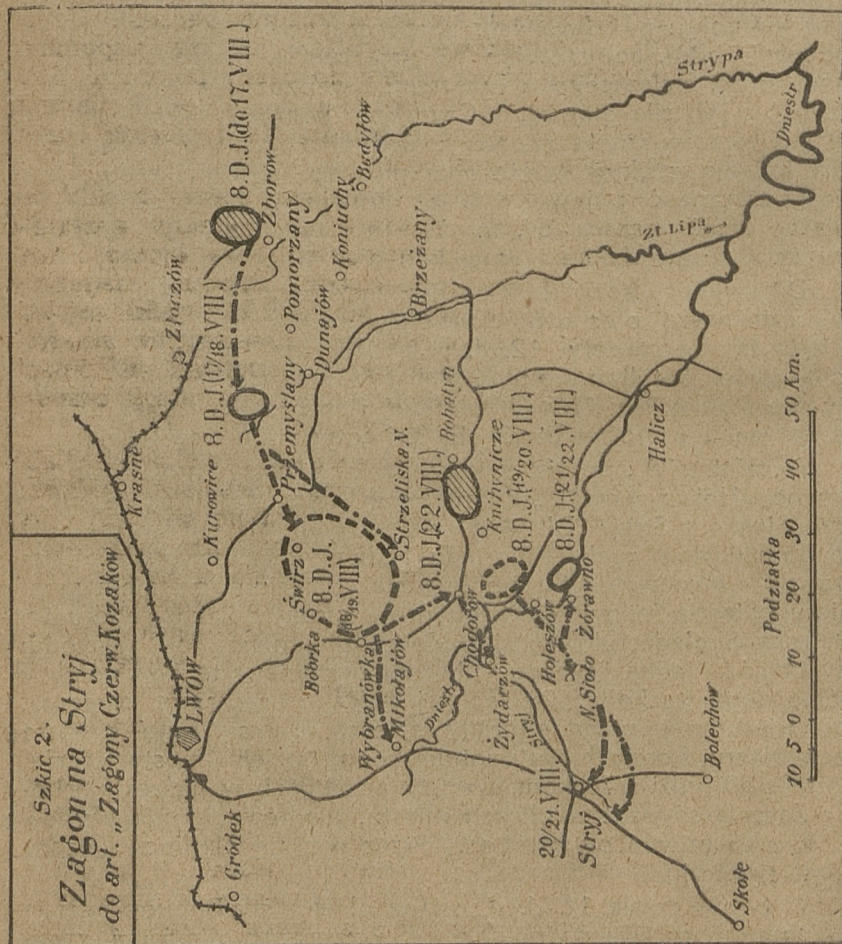 Szkic 2.
Zagon na Stryj
do art. „Zagony Czerw. Kozaków
Gródek
LWÓW
Krasne
Kurowice
Złoczów
8.D.J.(do 17.VIII.)
Zborow
8.D.J.(17/18.VIII.)
Pomorzany
Koniuchy
Budyłów
Strypa
Przemyślany
Dunajów
Brzeżany
Zł.Lipa
Dniestr
Świrz
8.D.J.
(18/19.VIII)
Bóbrka
Strzeliska N.
Wybranówka
Mikołajów
8.D.J.(22.VIII.)
Rohatyn
Chodorów
Knihynicze
8.D.J.(19/20.VIII.)
Dniestr
Żydarzów
Hołeszów
8.D.J.(21/22.VIII.)
Żórawno
N.Sioło
Halicz
Stryj
20/21.VIII.
Stryj
Bolechów
Skole
Podziałka
10 5 0 10 20 30 40 50 Km.